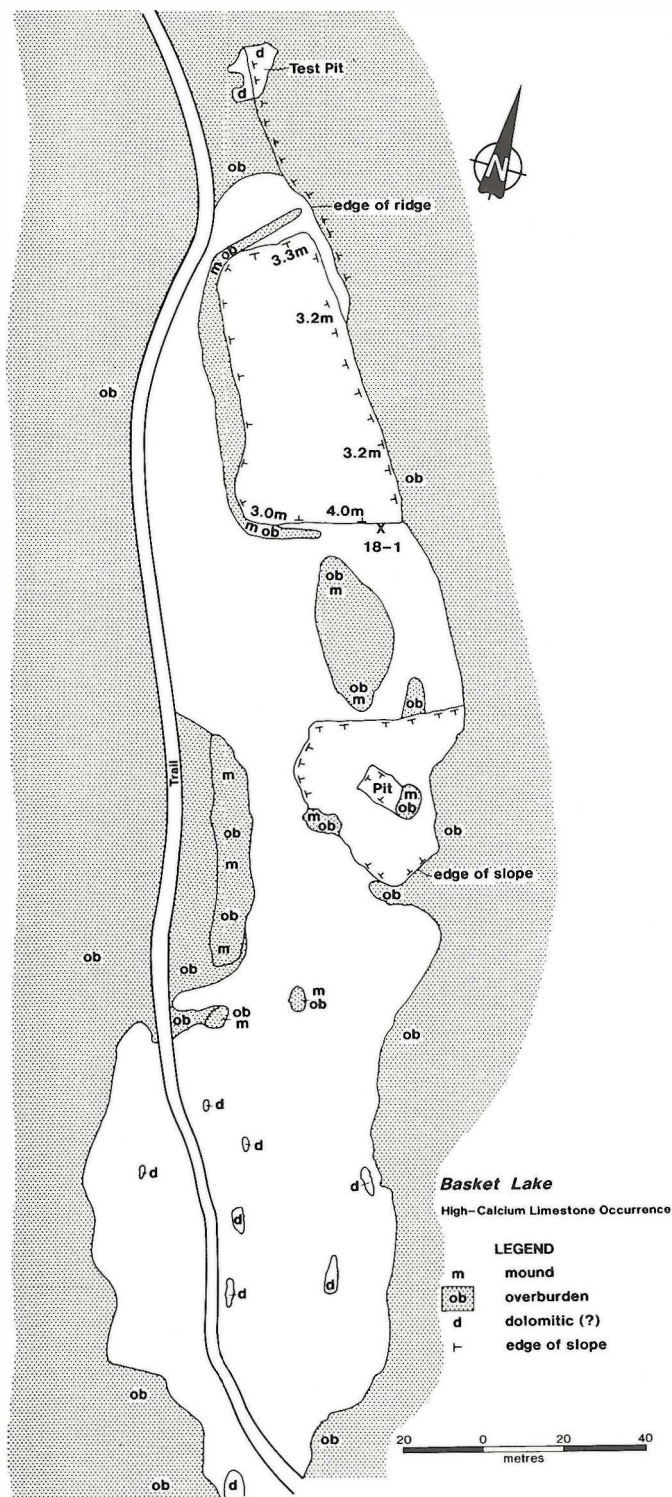 d
Test Pit
d
N
ob
edge of ridge
m ob
3.3m
3.2m
ob
3.2m
ob
3.0m
4.0m
m ob
X
18-1
ob
m
ob
m
ob
Trail
m
Pit
m
ob
ob
m
ob
m
ob
edge of slope
ob
ob
m
ob
ob
m
ob
ob
m
ob
m
ob
d
d
d
d
d
d
d
Basket Lake
High-Calcium Limestone Occurrence
LEGEND
m mound
ob overburden
d dolomitic (?)
edge of slope
ob
ob
ob
d
20 0 20 40
metres